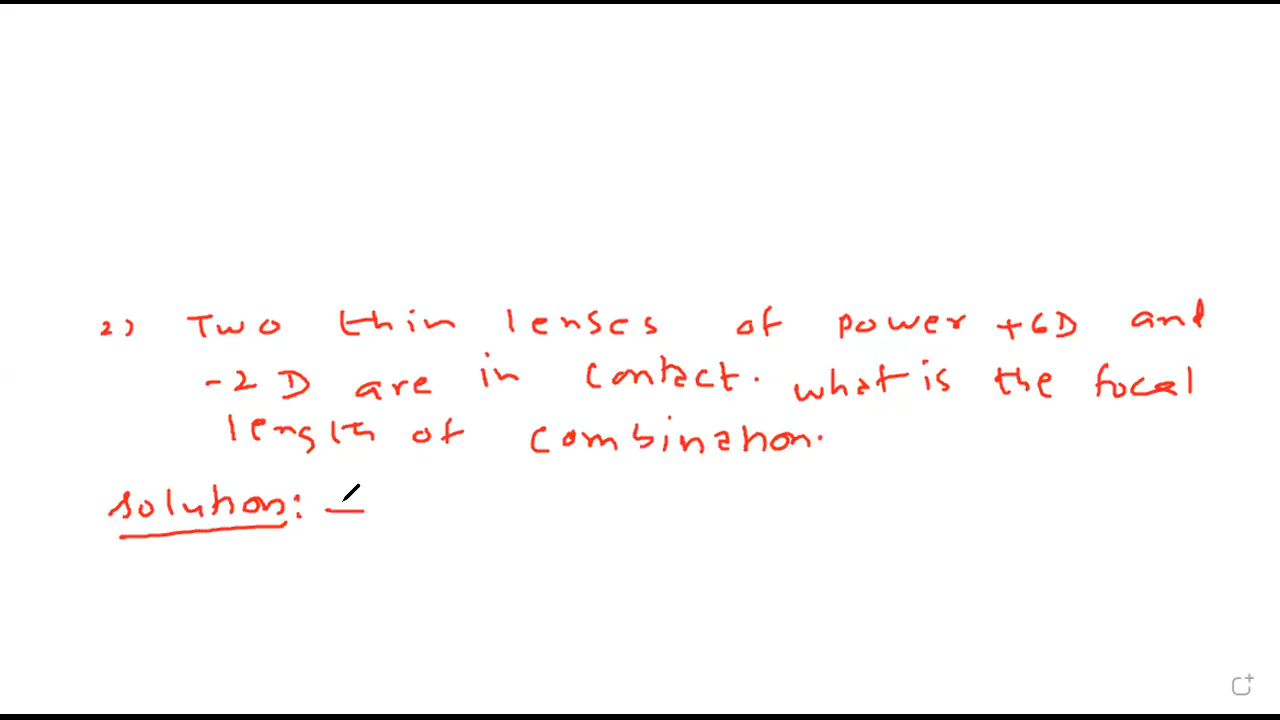 2) Two thin lenses of power +6D and
-2 D are in contact. what is the focal
length of combination.
solution: -